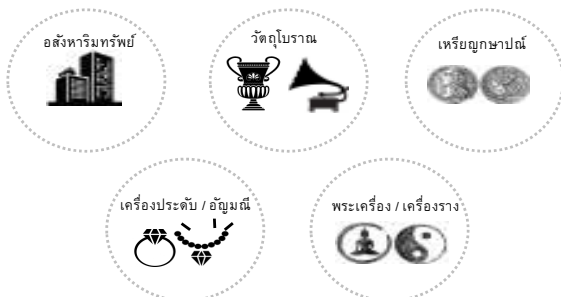 อสังหาริมทรัพย์
วัตถุโบราณ
เหรียญกษาปณ์
เครื่องประดับ / อัญมณี
พระเครื่อง / เครื่องราง